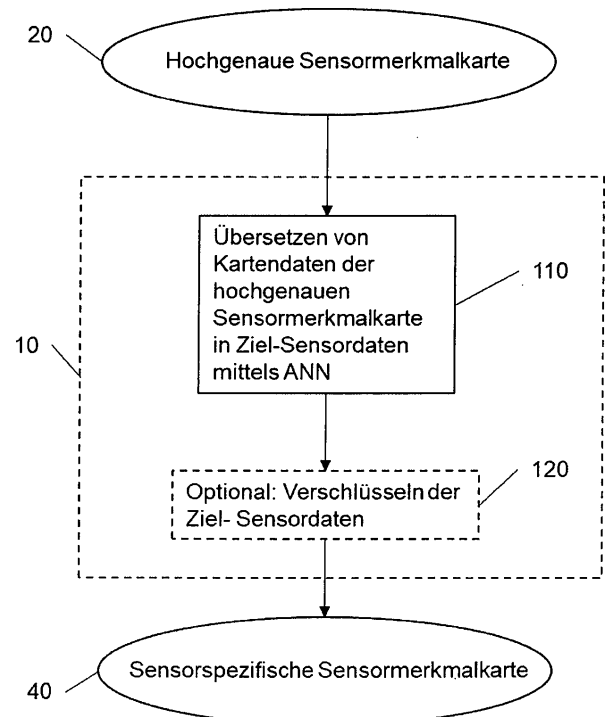 20
Hochgenaue Sensormerkmalkarte
Übersetzen von
Kartendaten der
hochgenauen
Sensormerkmalkarte
in Ziel-Sensordaten
mittels ANN
110
10
120
Optional: Verschlüsseln der
Ziel- Sensordaten
Sensorspezifische Sensormerkmalkarte
40